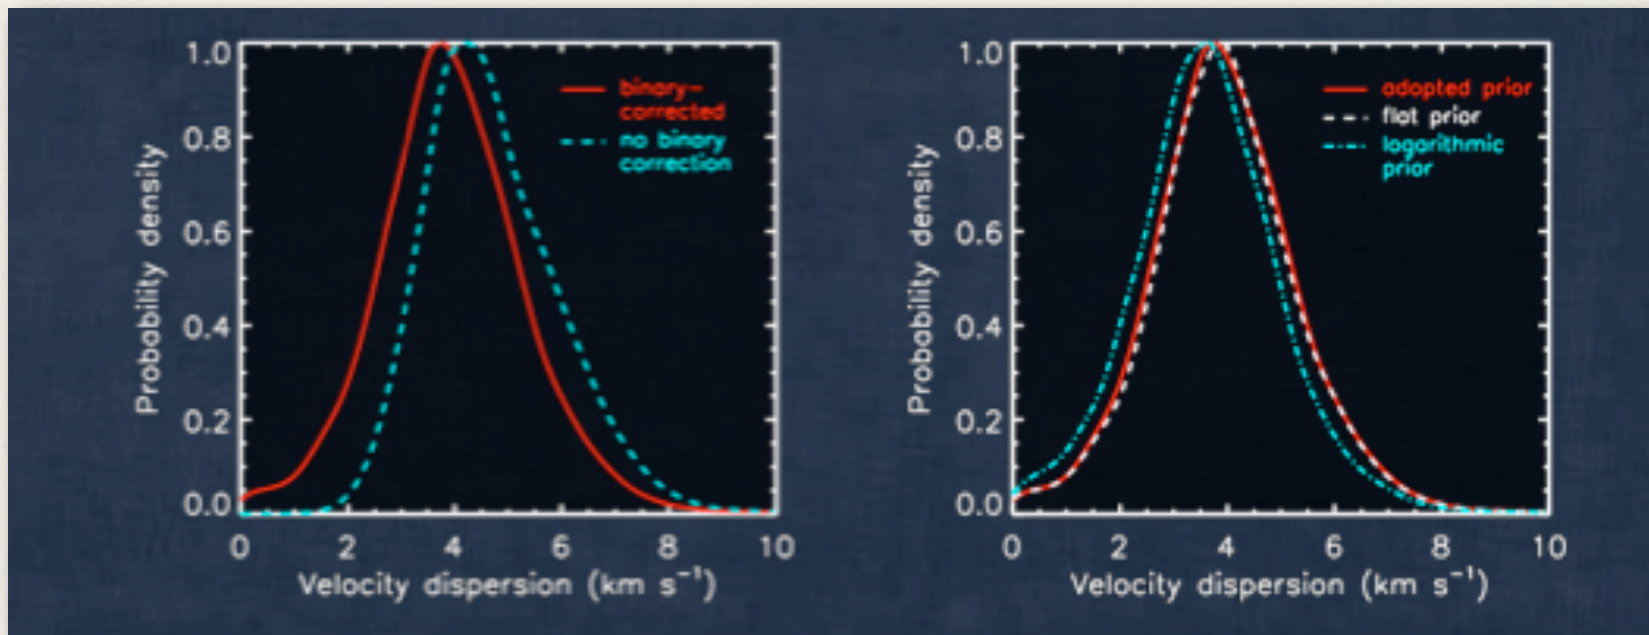 1.0
0.8
0.6
0.4
0.2
0.0
Probability density
binary-
corrected
no binary
correction
0 2 4 6 8 10
Velocity dispersion (km s⁻¹)
1.0
0.8
0.6
0.4
0.2
0.0
Probability density
adopted prior
flat prior
logarithmic
prior
0 2 4 6 8 10
Velocity dispersion (km s⁻¹)